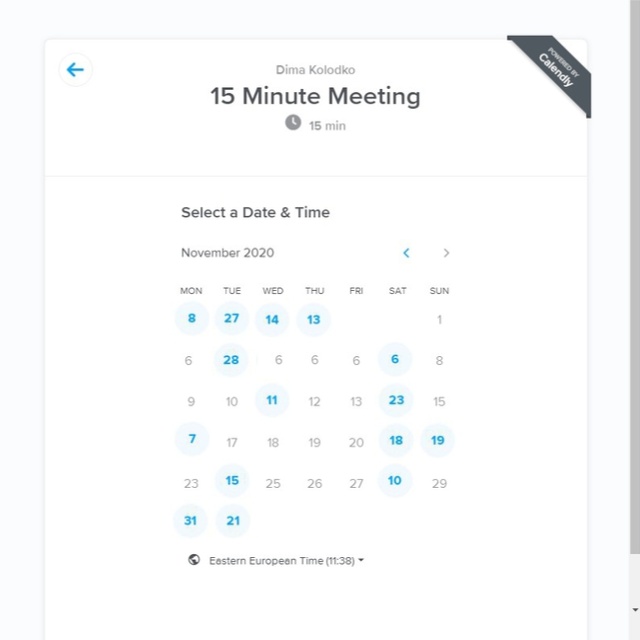 Dima Kolodko
15 Minute Meeting
15 min
POWERED BY
Calendly
Select a Date & Time
November 2020
MON TUE WED THU FRI SAT SUN
8 27 14 13 1
6 28 6 6 6 6 8
9 10 11 12 13 23 15
7 17 18 19 20 18 19
23 15 25 26 27 10 29
31 21
Eastern European Time (11:38)